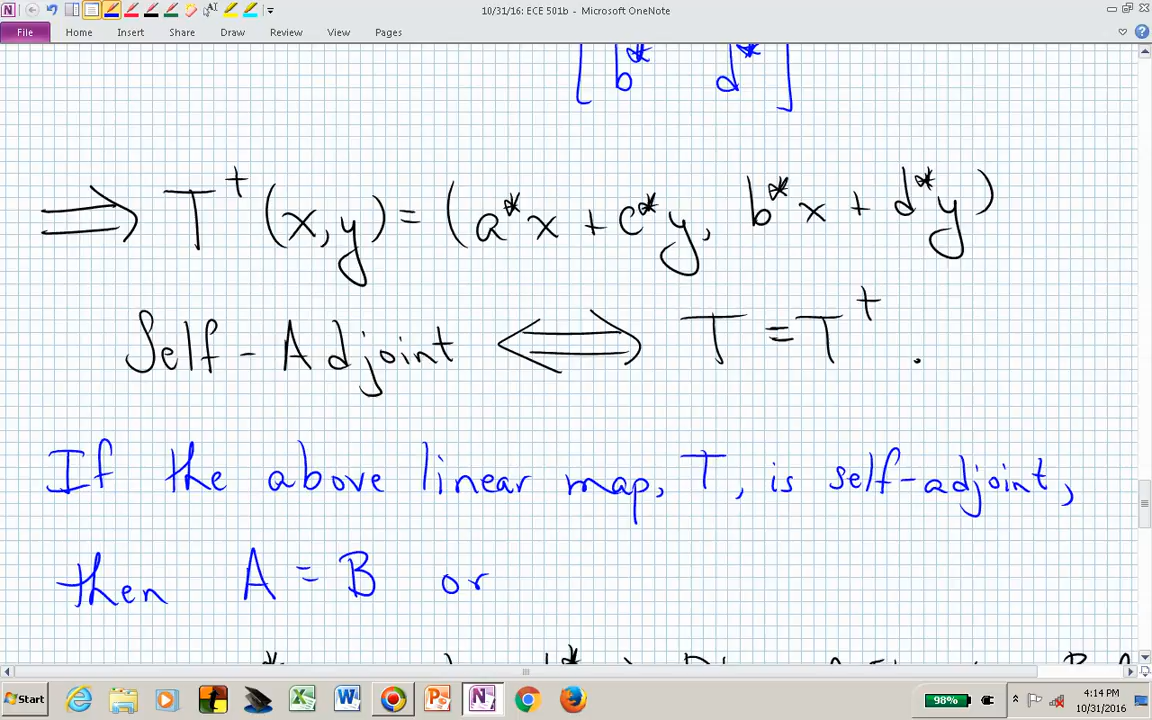 10/31/16: ECE 501b - Microsoft OneNote
File Home Insert Share Draw Review View Pages
b* d*
⇒ T† (x,y) = (a*x + c*y, b*x + d*y)
Self-Adjoint ⇔ T = T†.
If the above linear map, T, is self-adjoint,
then A = B or
Start
98%
4:14 PM
10/31/2016